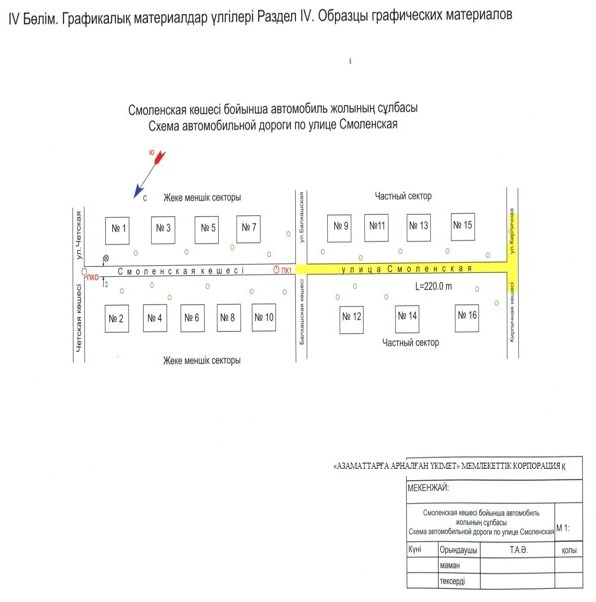 IV Бөлім. Графикалық материалдар үлгілері Раздел IV. Образцы графических материалов
Смоленская көшесі бойынша автомобиль жолының сұлбасы
Схема автомобильной дороги по улице Смоленская
Ю
С
Жеке меншік секторы
Частный сектор
ул.Четская
№ 1
№ 3
№ 5
№ 7
ул.Балхашская
№ 9
№11
№ 13
№ 15
ул.Кирпичная
ПК0
Смоленская көшесі
ПК1
улица Смоленская
L=220.0 m
Четская көшесі
№ 2
№ 4
№ 6
№ 8
№ 10
Балхашская көшесі
№ 12
№ 14
№ 16
Кирпичная көшесі
Жеке меншік секторы
Частный сектор
«АЗАМАТТАРҒА АРНАЛҒАН ҮКІМЕТ» МЕМЛЕКЕТТІК КОРПОРАЦИЯ Қ
МЕКЕНЖАЙ:
Смоленская көшесі бойынша автомобиль
жолының сұлбасы
Схема автомобильной дороги по улице Смоленская
М 1:
Күні Орындаушы Т.А.Ә. қолы
маман
тексерді